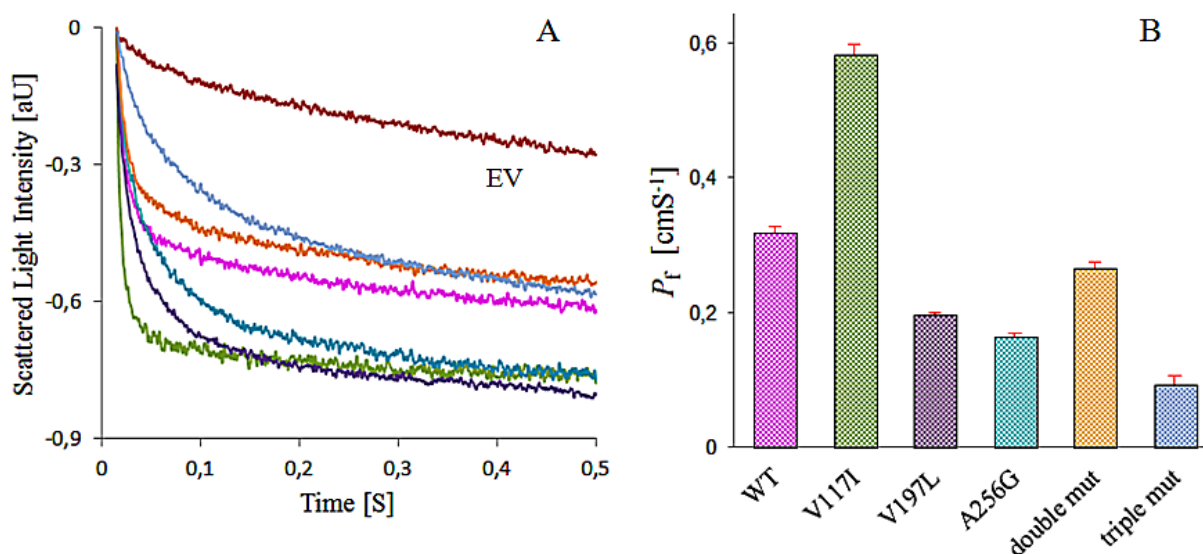 A
0
-0,3
-0,6
-0,9
Scattered Light Intensity [aU]
EV
0
0,1
0,2
0,3
0,4
0,5
Time [S]
B
0,6
0,4
0,2
0
Pf [cmS-1]
WT
V117I
V197L
A256G
double mut
triple mut